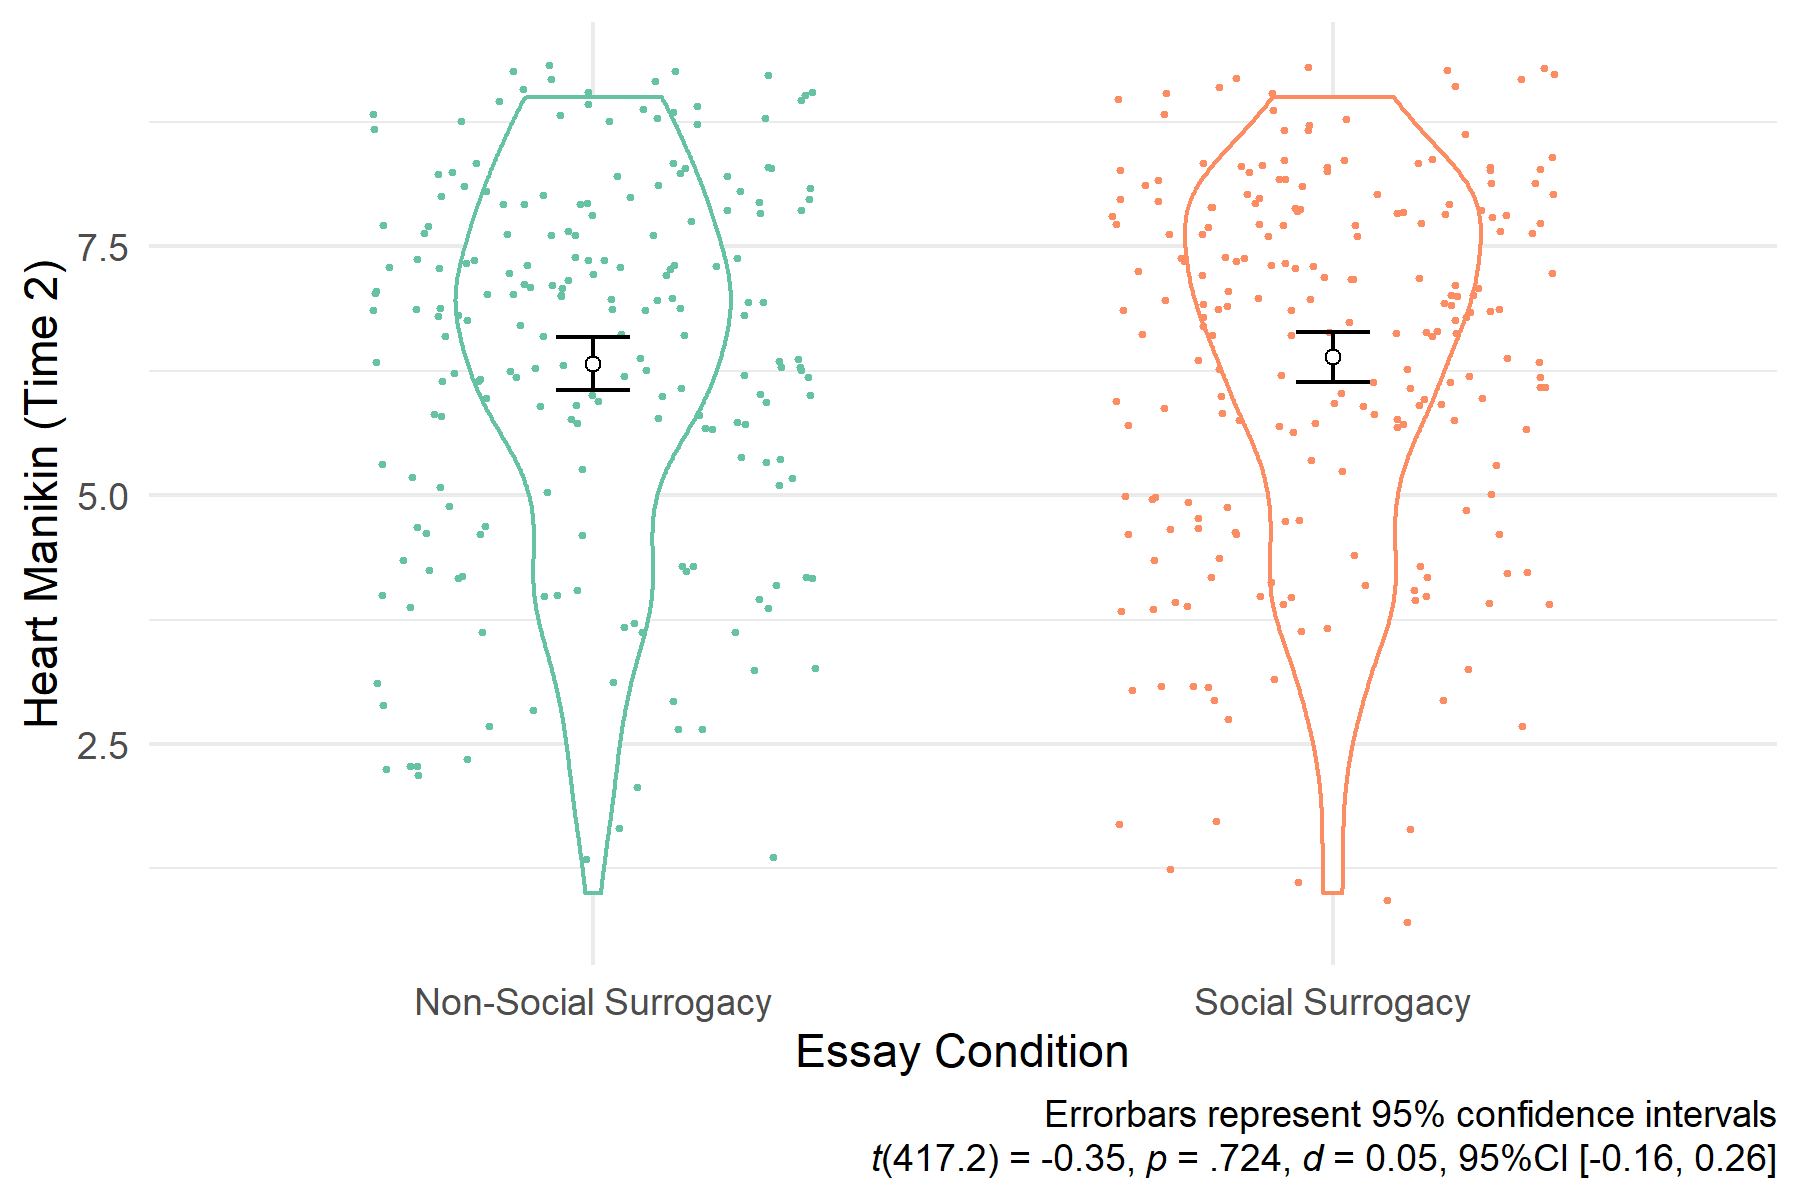 Heart Manikin (Time 2)
7.5
5.0
2.5
Non-Social Surrogacy
Social Surrogacy
Essay Condition
Errorbars represent 95% confidence intervals
t(417.2) = -0.35, p = .724, d = 0.05, 95%CI [-0.16, 0.26]